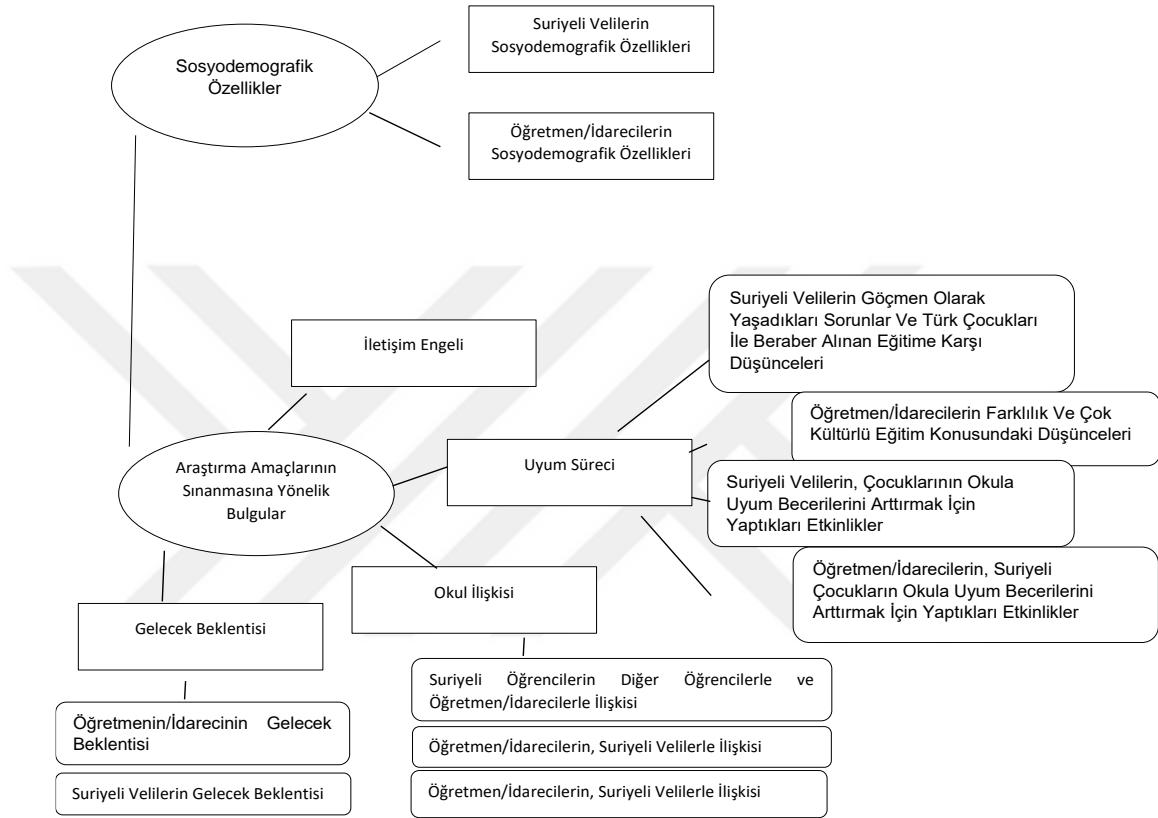 Suriyeli Velilerin
Sosyodemografik Özellikleri
Sosyodemografik
Özellikler
Öğretmen/İdarecilerin
Sosyodemografik Özellikleri
Suriyeli Velilerin Göçmen Olarak
Yaşadıkları Sorunlar Ve Türk Çocukları
İle Beraber Alınan Eğitime Karşı
Düşünceleri
İletişim Engeli
Öğretmen/İdarecilerin Farklılık Ve Çok
Kültürlü Eğitim Konusundaki Düşünceleri
Araştırma Amaçlarının
Sınanmasına Yönelik
Bulgular
Uyum Süreci
Suriyeli Velilerin, Çocuklarının Okula
Uyum Becerilerini Arttırmak İçin
Yaptıkları Etkinlikler
Öğretmen/İdarecilerin, Suriyeli
Çocukların Okula Uyum Becerilerini
Arttırmak İçin Yaptıkları Etkinlikler
Okul İlişkisi
Gelecek Beklentisi
Suriyeli Öğrencilerin Diğer Öğrencilerle ve
Öğretmen/İdarecilerle İlişkisi
Öğretmenin/İdarecinin Gelecek
Beklentisi
Öğretmen/İdarecilerin, Suriyeli Velilerle İlişkisi
Suriyeli Velilerin Gelecek Beklentisi
Öğretmen/İdarecilerin, Suriyeli Velilerle İlişkisi